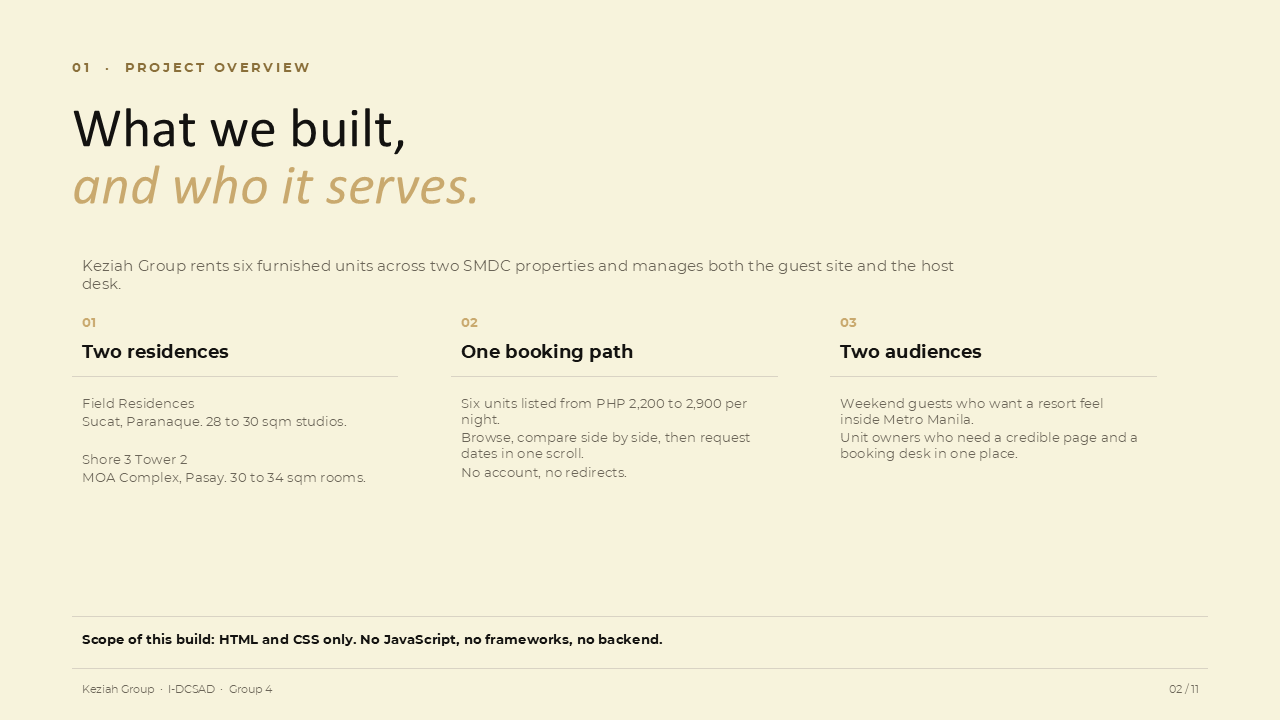 01 · PROJECT OVERVIEW
What we built,
and who it serves.
Keziah Group rents six furnished units across two SMDC properties and manages both the guest site and the host
desk.
01
Two residences
Field Residences
Sucat, Paranaque. 28 to 30 sqm studios.
Shore 3 Tower 2
MOA Complex, Pasay. 30 to 34 sqm rooms.
02
One booking path
Six units listed from PHP 2,200 to 2,900 per
night.
Browse, compare side by side, then request
dates in one scroll.
No account, no redirects.
03
Two audiences
Weekend guests who want a resort feel
inside Metro Manila.
Unit owners who need a credible page and a
booking desk in one place.
Scope of this build: HTML and CSS only. No JavaScript, no frameworks, no backend.
Keziah Group · I-DCSAD · Group 4
02 / 11